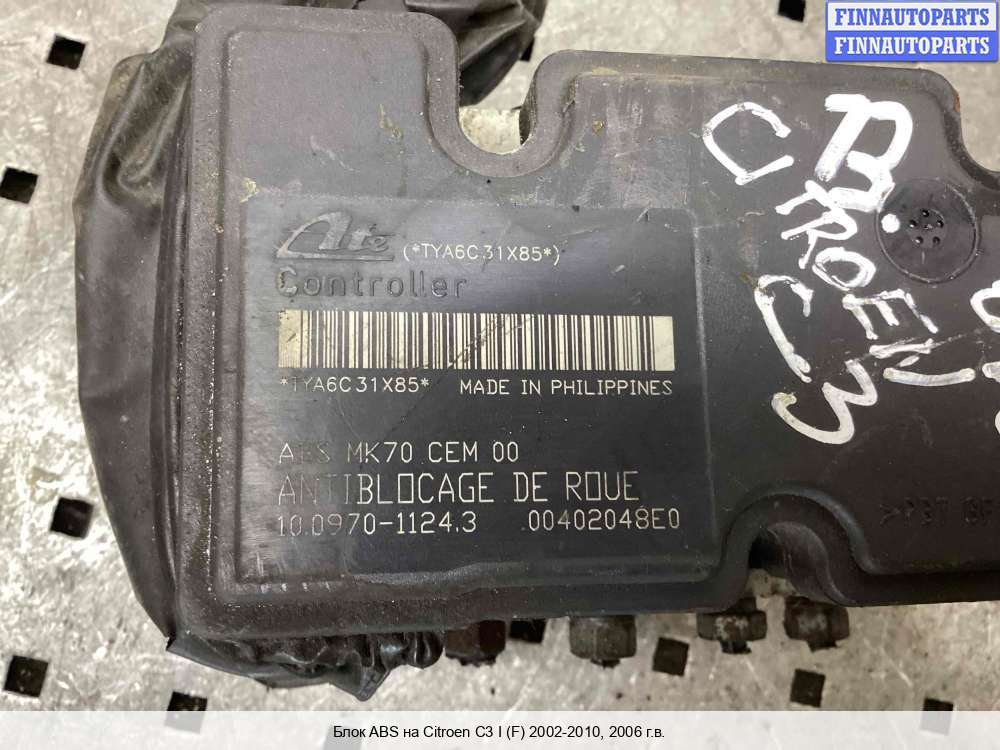 FINNAUTOPARTS
FINNAUTOPARTS
Ate (*TYA6C31X85*)
Controller
*TYA6C31X85* MADE IN PHILIPPINES
ABS MK70 CEM 00
ANTIBLOCAGE DE ROUE
10.0970-1124.3 .00402048E0
CITROEN
C3
Блок ABS на Citroen C3 I (F) 2002-2010, 2006 г.в.